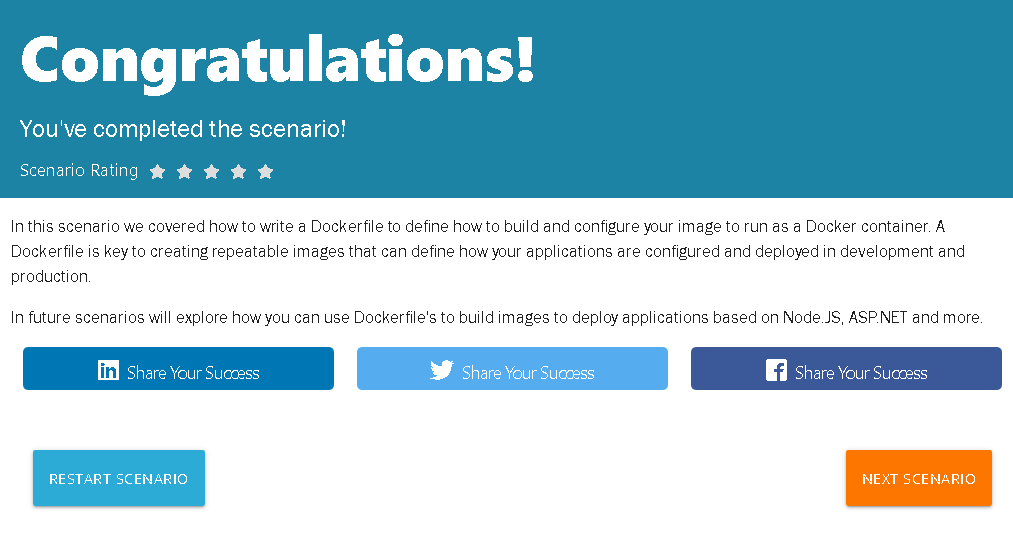 Congratulations!
You've completed the scenario!
Scenario Rating
In this scenario we covered how to write a Dockerfile to define how to build and configure your image to run as a Docker container. A
Dockerfile is key to creating repeatable images that can define how your applications are configured and deployed in development and
production.
In future scenarios will explore how you can use Dockerfile's to build images to deploy applications based on Node.JS, ASP.NET and more.
in Share Your Success
Share Your Success
Share Your Success
RESTART SCENARIO
NEXT SCENARIO